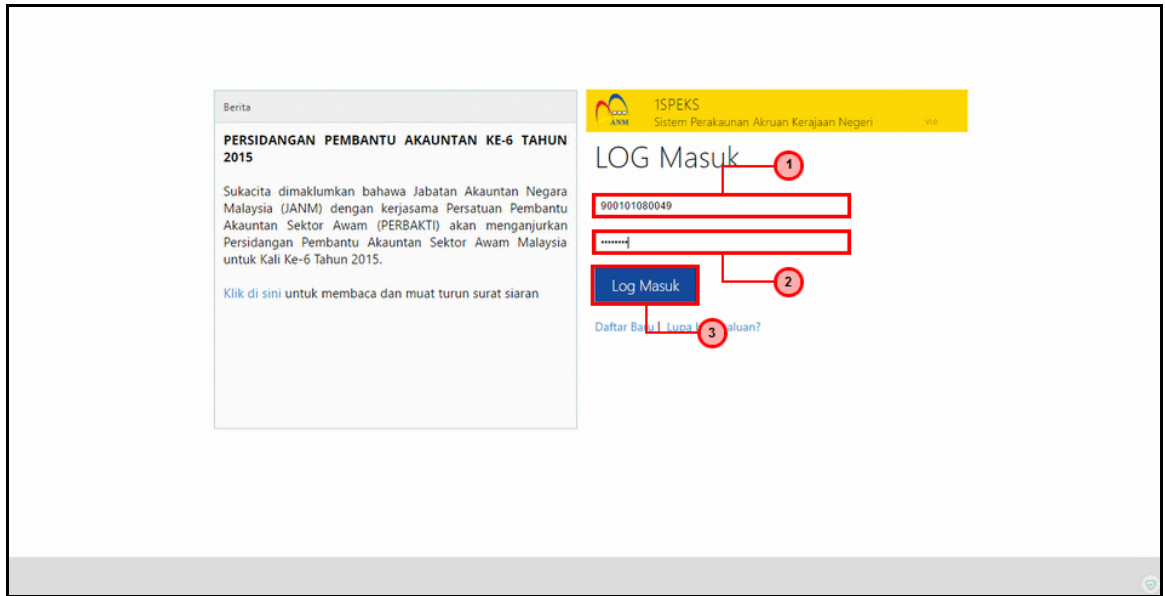 Berita
PERSIDANGAN PEMBANTU AKAUNTAN KE-6 TAHUN
2015
Sukacita dimaklumkan bahawa Jabatan Akauntan Negara
Malaysia (JANM) dengan kerjasama Persatuan Pembantu
Akauntan Sektor Awam (PERBAKTI) akan menganjurkan
Persidangan Pembantu Akauntan Sektor Awam Malaysia
untuk Kali Ke-6 Tahun 2015.
Klik di sini untuk membaca dan muat turun surat siaran
ANM
1SPEKS
Sistem Perakaunan Akruan Kerajaan Negeri V1.0
LOG Masuk
1
900101080049
••••••••
2
Log Masuk
Daftar | Lupa
3